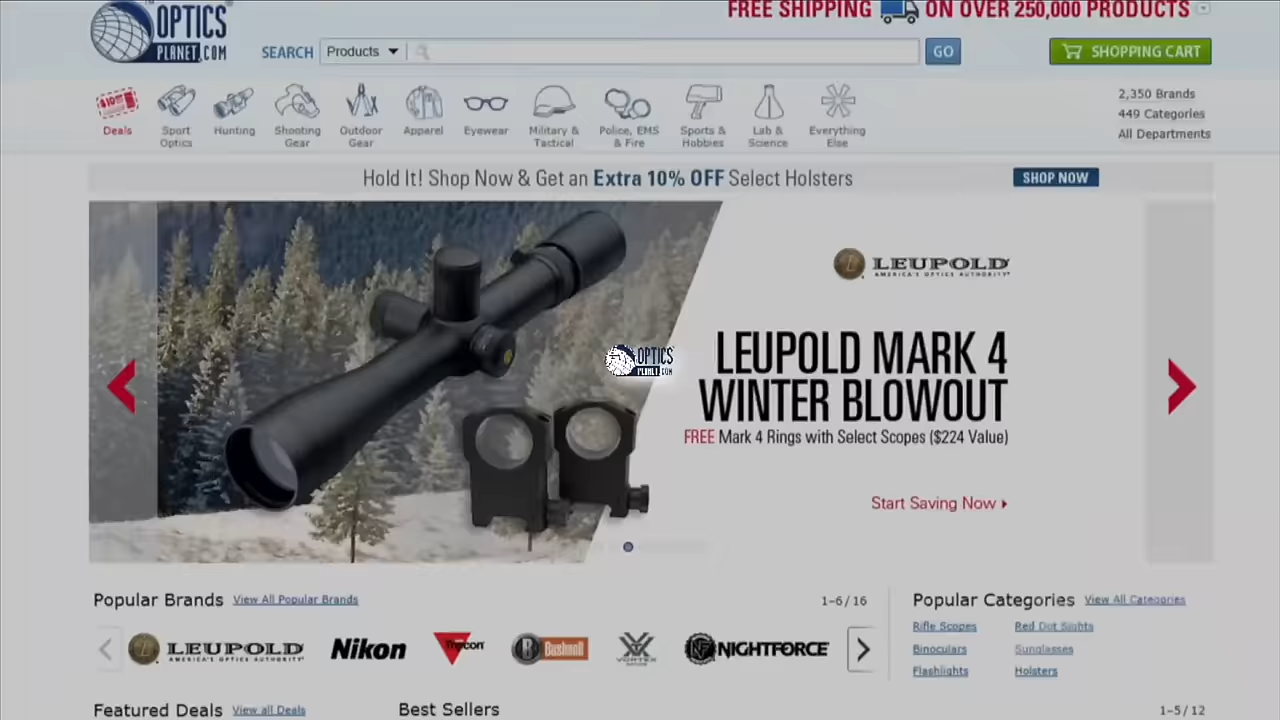 FREE SHIPPING ON OVER 250,000 PRODUCTS
OPTICS
PLANET.COM
SEARCH Products GO SHOPPING CART
Deals
Sport Optics
Hunting
Shooting Gear
Outdoor Gear
Apparel
Eyewear
Military & Tactical
Police, EMS & Fire
Sports & Hobbies
Lab & Science
Everything Else
2,350 Brands
449 Categories
All Departments
Hold It! Shop Now & Get an Extra 10% OFF Select Holsters SHOP NOW
LEUPOLD
AMERICA'S OPTICS AUTHORITY
LEUPOLD MARK 4
WINTER BLOWOUT
FREE Mark 4 Rings with Select Scopes ($224 Value)
OPTICS
PLANET.COM
Start Saving Now
Popular Brands View All Popular Brands 1-6/16
LEUPOLD Nikon Trijicon Bushnell VORTEX NIGHTFORCE
AMERICA'S OPTICS AUTHORITY
Popular Categories View All Categories
Rifle Scopes Red Dot Sights
Binoculars Sunglasses
Flashlights Holsters
Featured Deals View all Deals Best Sellers 1-5/12